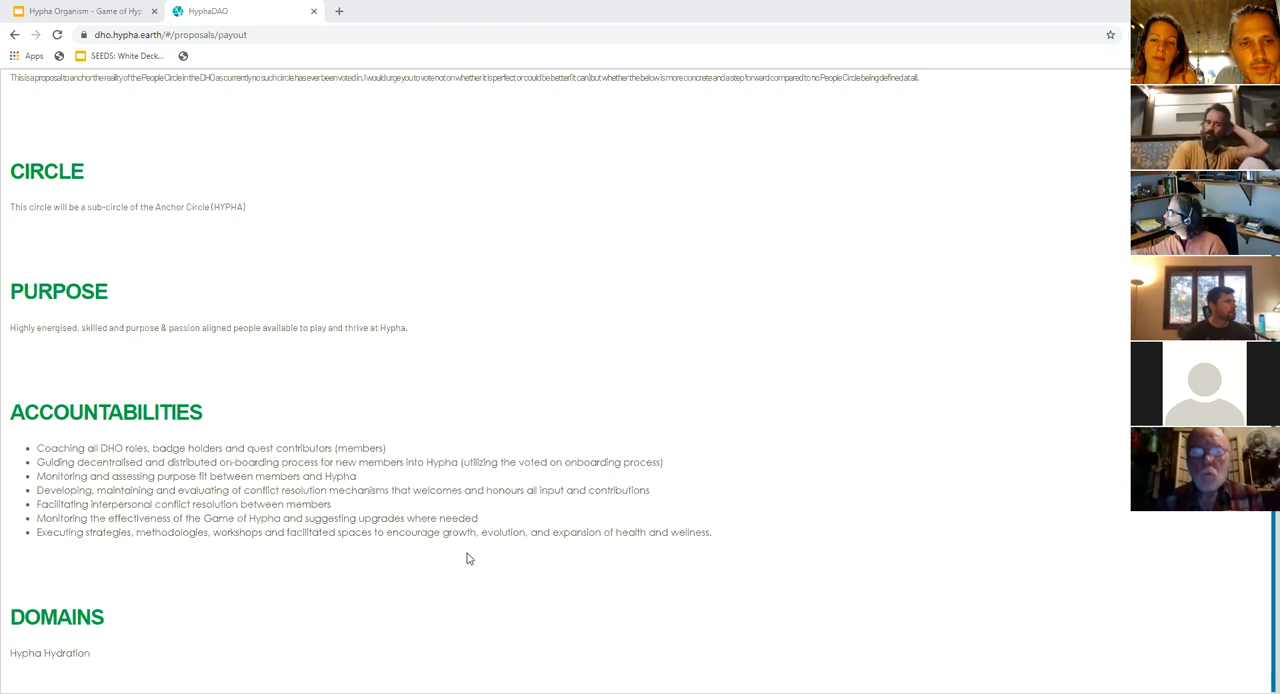 Hypha Organism - Game of Hyp
HyphaDAO
dho.hypha.earth/#/proposals/payout
Apps
SEEDS: White Deck...
This is a proposal to anchor the reality of the People Circle in the DHO as currently no such circle has ever been voted in. I would urge you to vote not on whether it is perfect or could be better (it can) but whether the below is more concrete and a step forward compared to no People Circle being defined at all.
CIRCLE
This circle will be a sub-circle of the Anchor Circle (HYPHA)
PURPOSE
Highly energised, skilled and purpose & passion aligned people available to play and thrive at Hypha.
ACCOUNTABILITIES
• Coaching all DHO roles, badge holders and quest contributors (members)
• Guiding decentralised and distributed on-boarding process for new members into Hypha (utilizing the voted on onboarding process)
• Monitoring and assessing purpose fit between members and Hypha
• Developing, maintaining and evaluating of conflict resolution mechanisms that welcomes and honours all input and contributions
• Facilitating interpersonal conflict resolution between members
• Monitoring the effectiveness of the Game of Hypha and suggesting upgrades where needed
• Executing strategies, methodologies, workshops and facilitated spaces to encourage growth, evolution, and expansion of health and wellness.
DOMAINS
Hypha Hydration